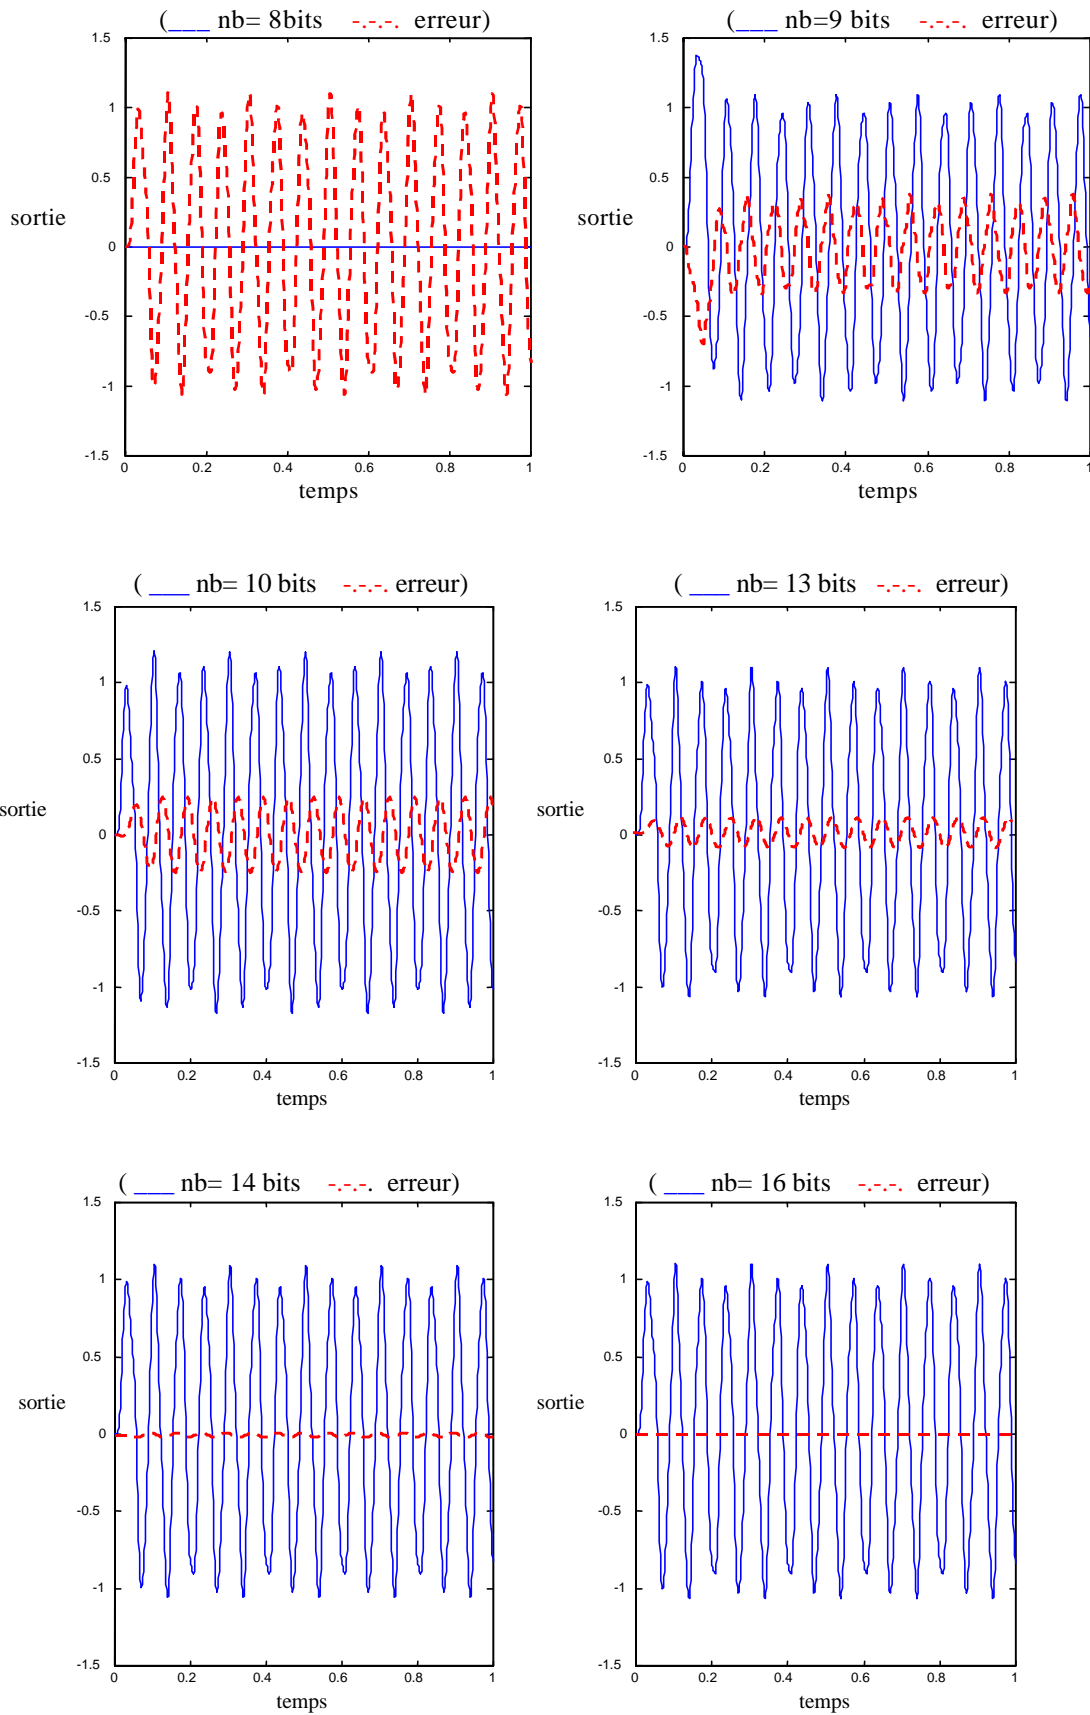 (___ nb= 8bits -.-.-. erreur)
1.5
1
0.5
sortie
0
-0.5
-1
-1.5
0 0.2 0.4 0.6 0.8 1
temps
(___ nb=9 bits -.-.-. erreur)
1.5
1
0.5
sortie
0
-0.5
-1
-1.5
0 0.2 0.4 0.6 0.8 1
temps
( ___ nb= 10 bits -.-.-. erreur)
1.5
1
0.5
sortie
0
-0.5
-1
-1.5
0 0.2 0.4 0.6 0.8 1
temps
( ___ nb= 13 bits -.-.-. erreur)
1.5
1
0.5
sortie
0
-0.5
-1
-1.5
0 0.2 0.4 0.6 0.8 1
temps
( ___ nb= 14 bits -.-.-. erreur)
1.5
1
0.5
sortie
0
-0.5
-1
-1.5
0 0.2 0.4 0.6 0.8 1
temps
( ___ nb= 16 bits -.-.-. erreur)
1.5
1
0.5
sortie
0
-0.5
-1
-1.5
0 0.2 0.4 0.6 0.8 1
temps